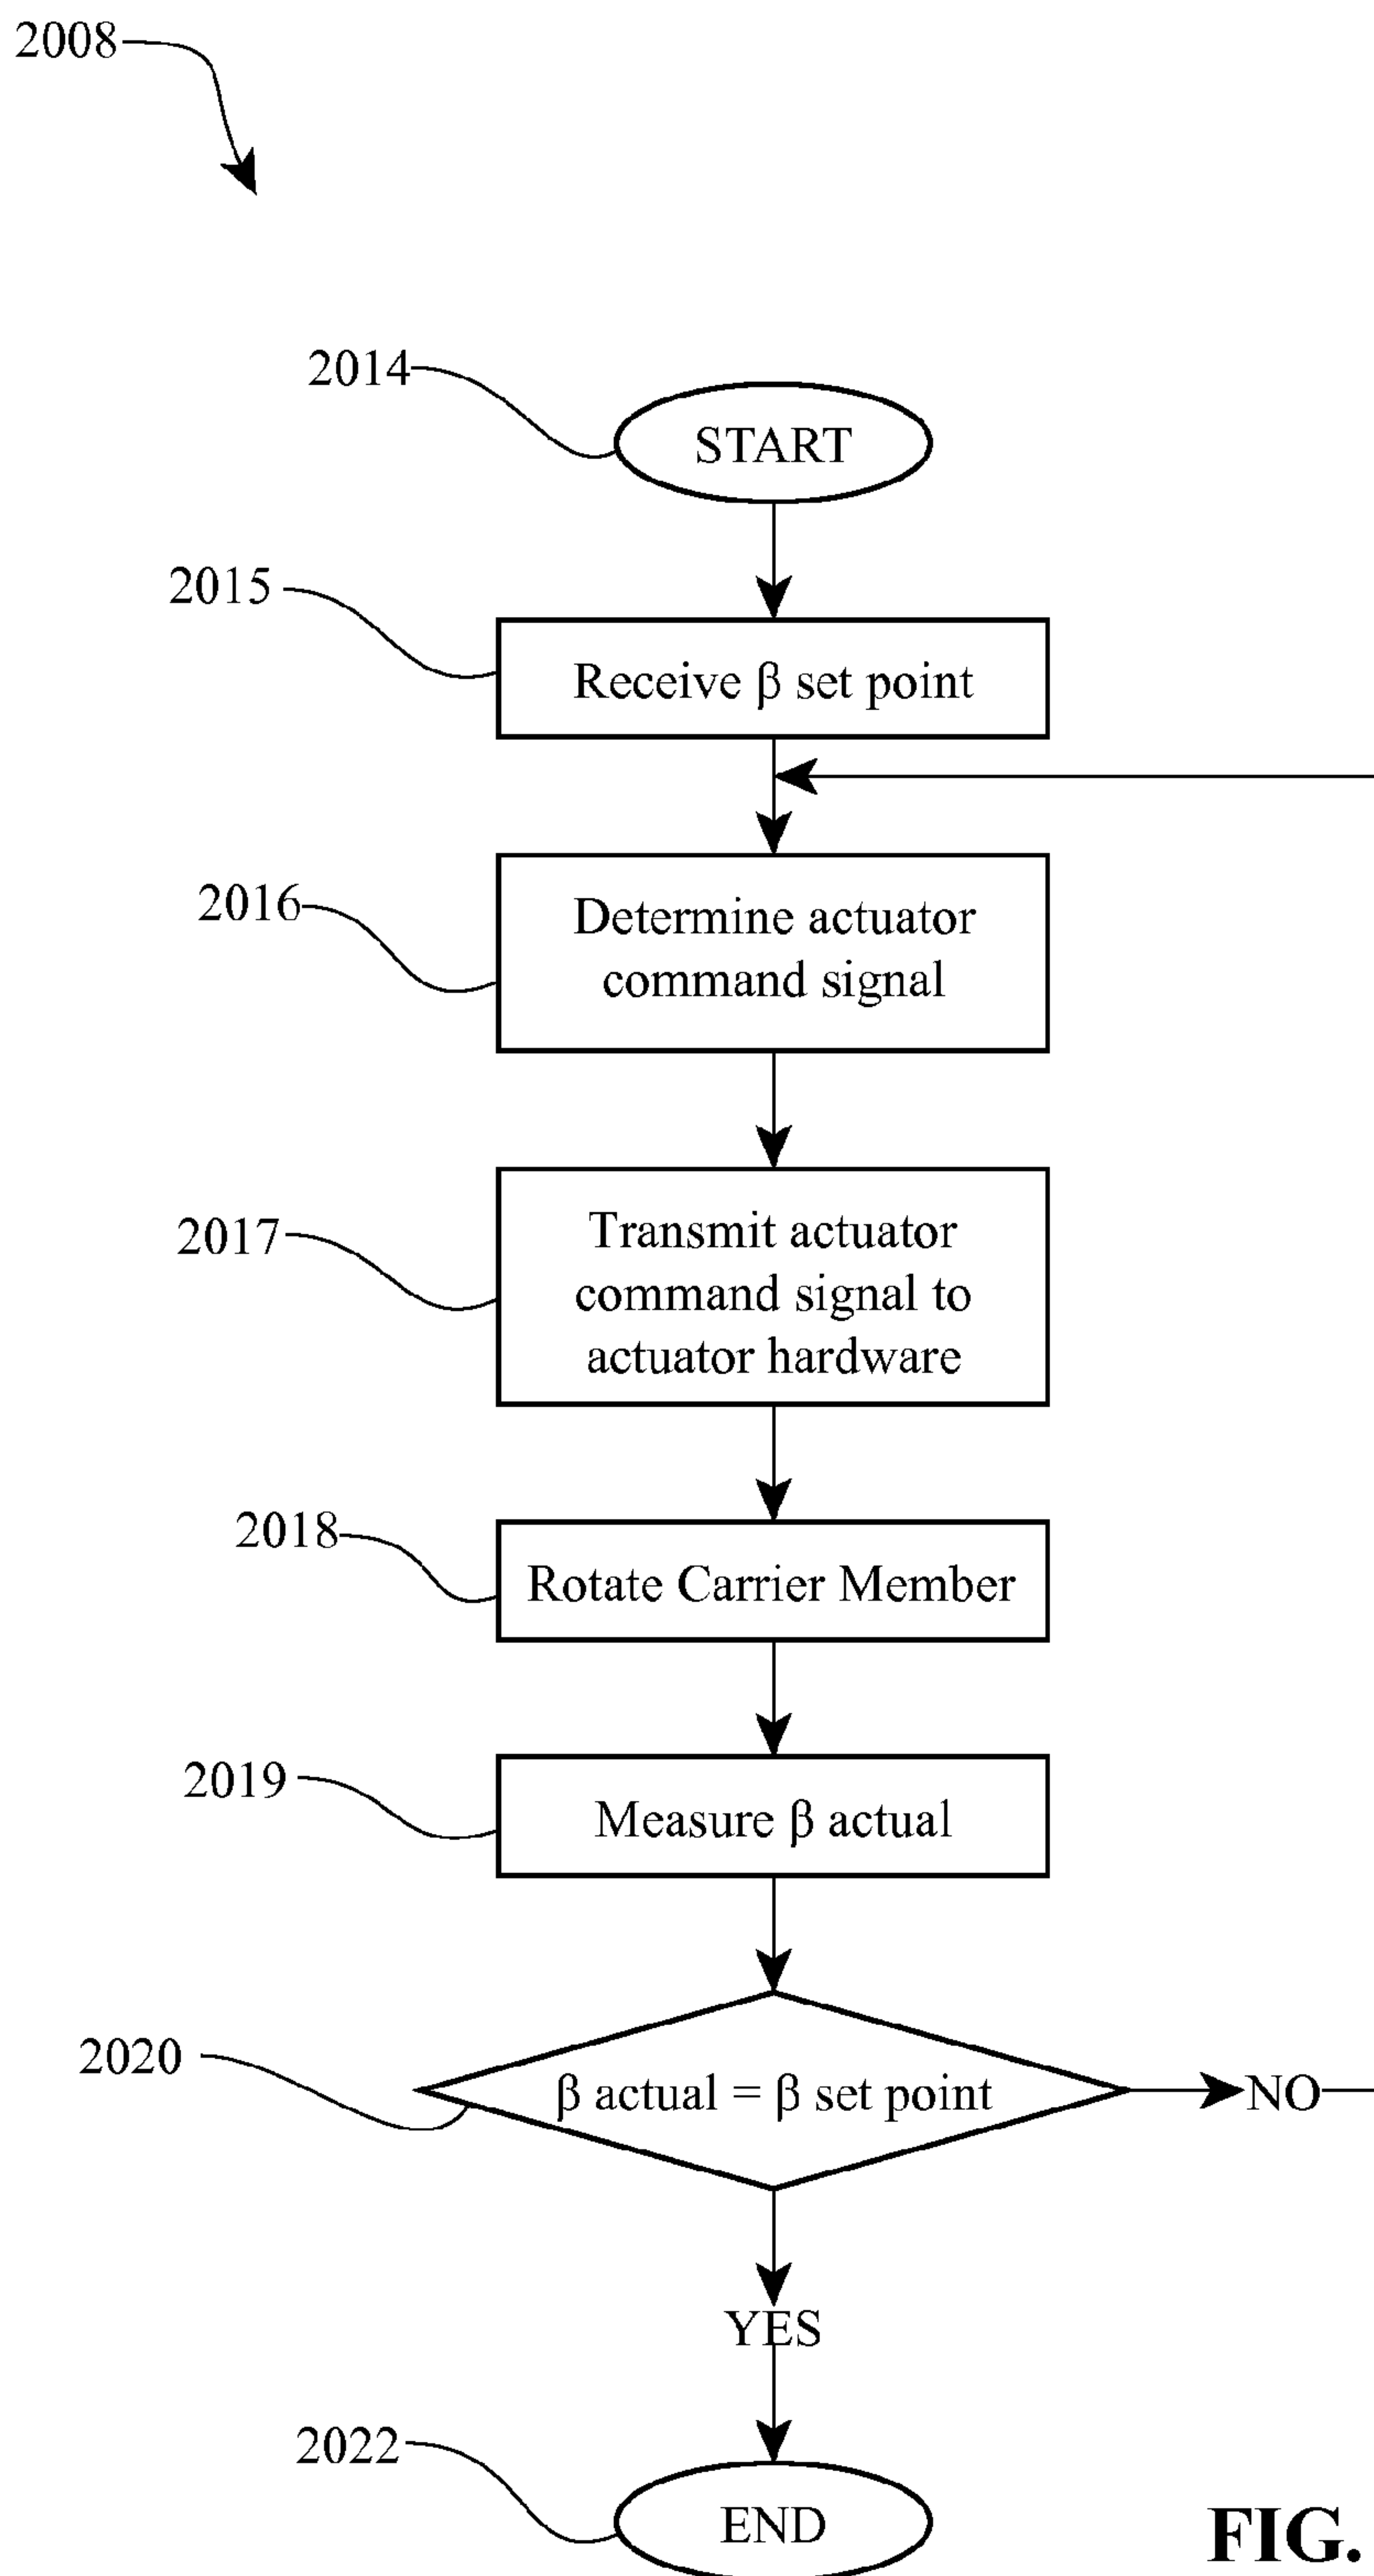 2008
2014
START
2015
Receive β set point
2016
Determine actuator
command signal
2017
Transmit actuator
command signal to
actuator hardware
2018
Rotate Carrier Member
2019
Measure β actual
2020
β actual = β set point
NO
YES
2022
END
FIG.